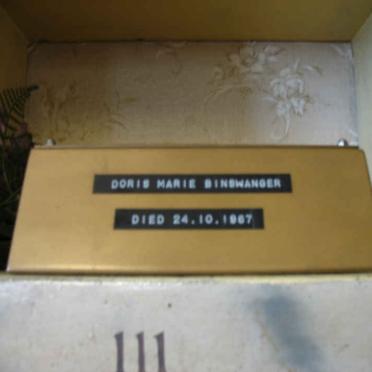 DORIS MARIE BINSWANGER
DIED 24.10.1967
111